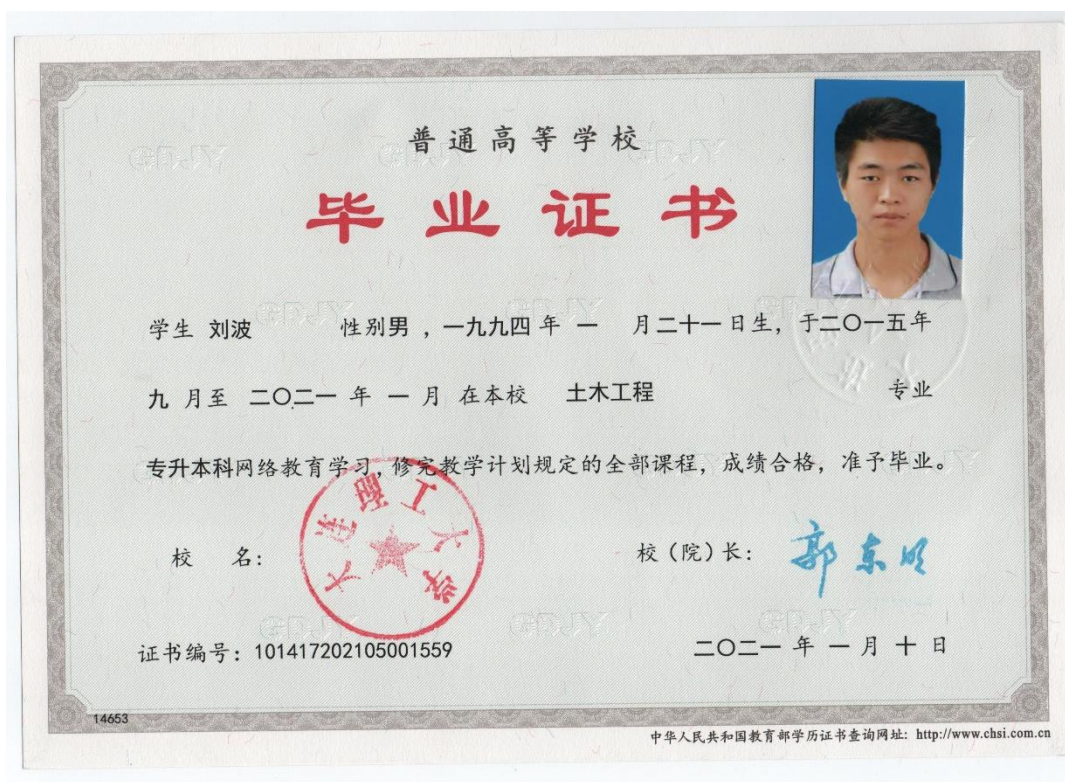 普通高等学校
毕业证书
学生 刘波 性别男，一九九四年 一 月二十一日生，于二〇一五年
九 月至 二〇二一 年 一 月 在本校 土木工程 专业
专升本科网络教育学习，修完教学计划规定的全部课程，成绩合格，准予毕业。
大连理工大学
校 名： 校（院）长： 郭东明
证书编号：101417202105001559 二〇二一 年 一 月 十 日
14653
中华人民共和国教育部学历证书查询网址：http://www.chsi.com.cn